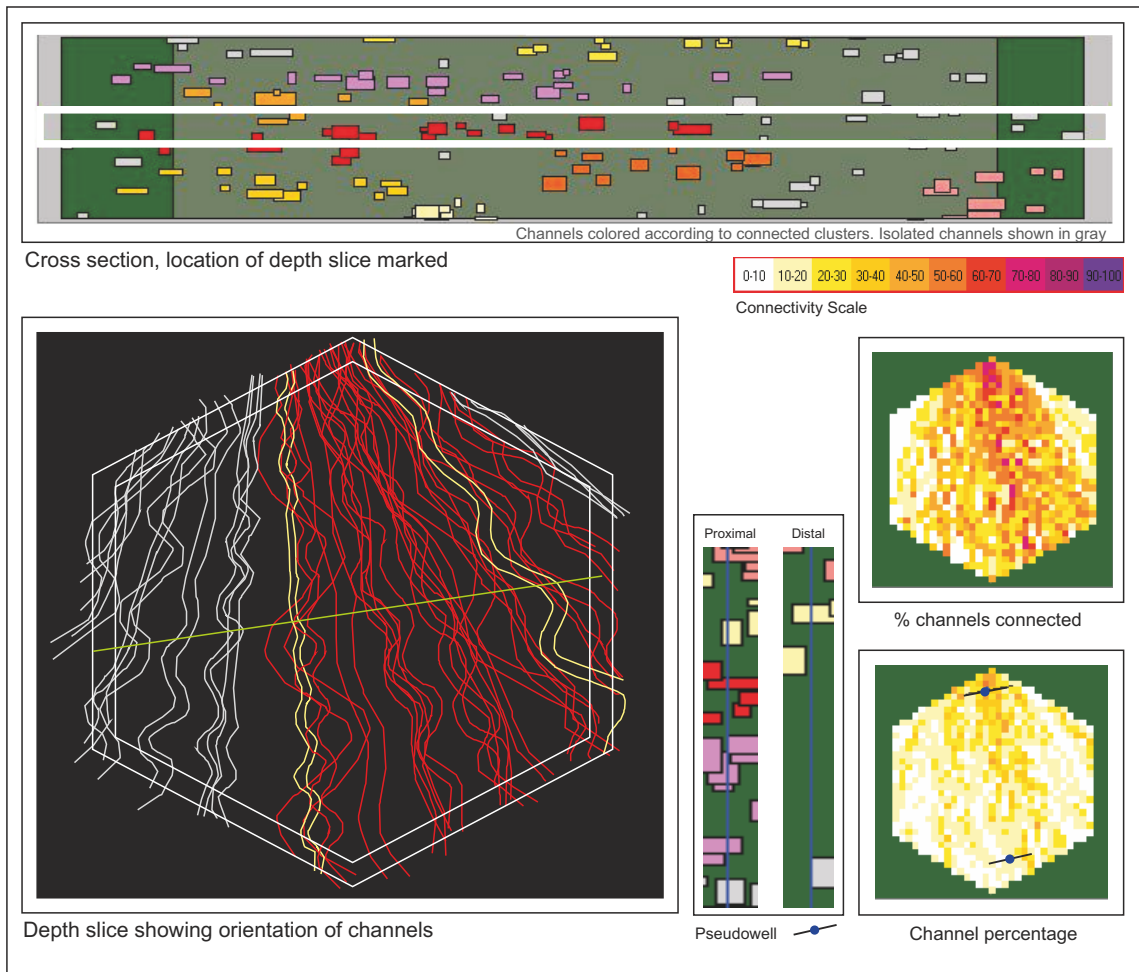 Channels colored according to connected clusters. Isolated channels shown in gray
Cross section, location of depth slice marked
0-10 10-20 20-30 30-40 40-50 50-60 60-70 70-80 80-90 90-100
Connectivity Scale
Proximal Distal
% channels connected
Depth slice showing orientation of channels
Pseudowell
Channel percentage